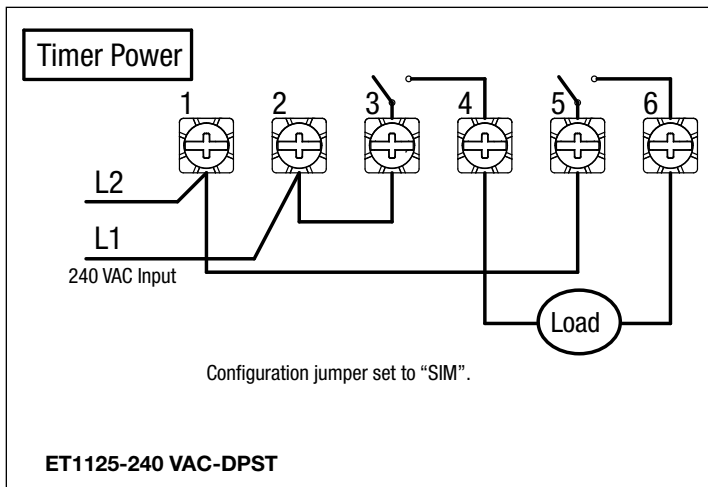 Timer Power
1 2 3 4 5 6
L2
L1
240 VAC Input
Load
Configuration jumper set to “SIM”.
ET1125-240 VAC-DPST